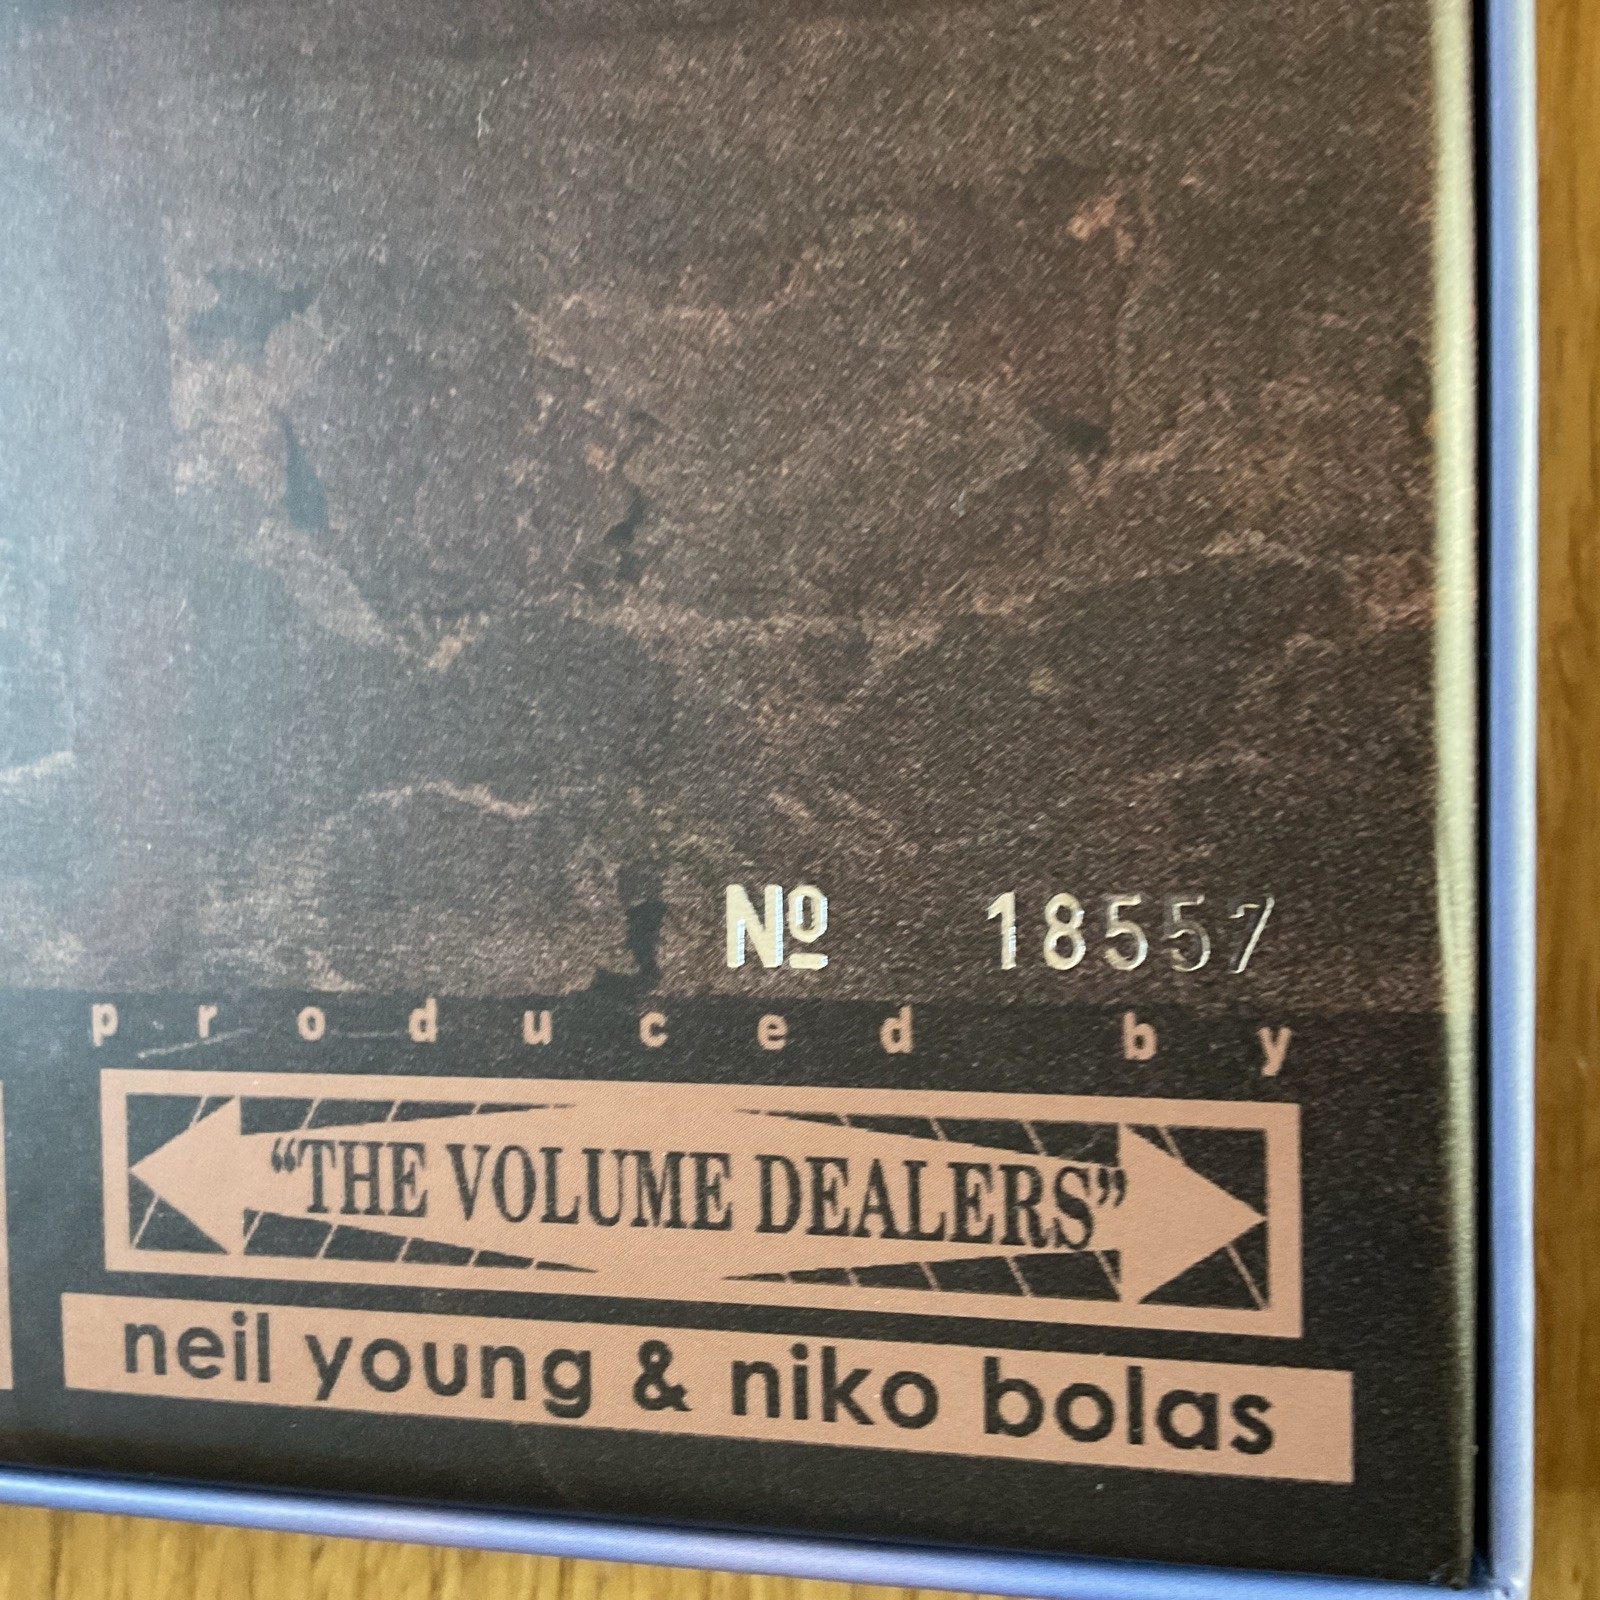 Nº 18557
produced by
“THE VOLUME DEALERS”
neil young & niko bolas